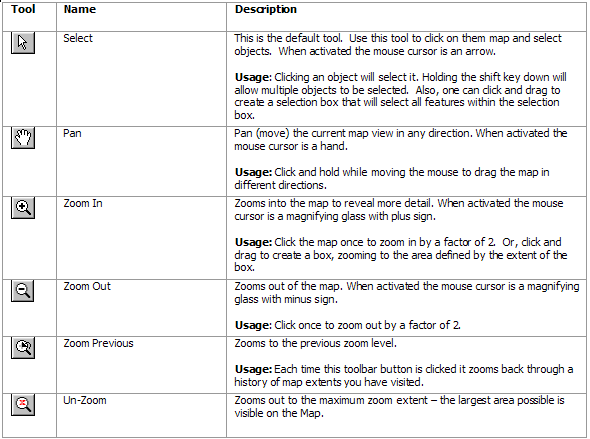 Tool Name Description
Select This is the default tool. Use this tool to click on them map and select
objects. When activated the mouse cursor is an arrow.
Usage: Clicking an object will select it. Holding the shift key down will
allow multiple objects to be selected. Also, one can click and drag to
create a selection box that will select all features within the selection
box.
Pan Pan (move) the current map view in any direction. When activated the
mouse cursor is a hand.
Usage: Click and hold while moving the mouse to drag the map in
different directions.
Zoom In Zooms into the map to reveal more detail. When activated the mouse
cursor is a magnifying glass with plus sign.
Usage: Click the map once to zoom in by a factor of 2. Or, click and
drag to create a box, zooming to the area defined by the extent of the
box.
Zoom Out Zooms out of the map. When activated the mouse cursor is a magnifying
glass with minus sign.
Usage: Click once to zoom out by a factor of 2.
Zoom Previous Zooms to the previous zoom level.
Usage: Each time this toolbar button is clicked it zooms back through a
history of map extents you have visited.
Un-Zoom Zooms out to the maximum zoom extent – the largest area possible is
visible on the Map.